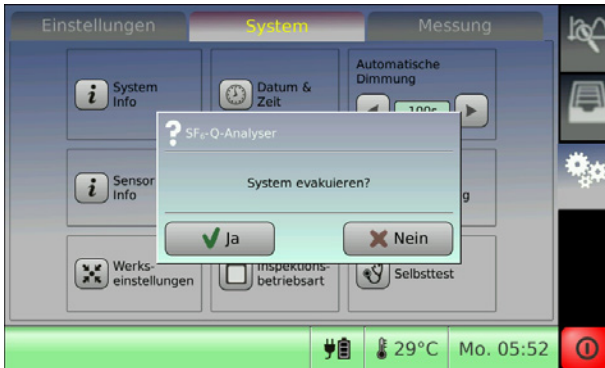 Einstellungen
System
Messung
System
Info
Datum &
Zeit
Automatische
Dimmung
100s
SF₆-Q-Analyser
System evakuieren?
Ja
Nein
Sensor
Info
g
Werks-
einstellungen
Inspektions-
betriebsart
Selbsttest
29°C
Mo. 05:52